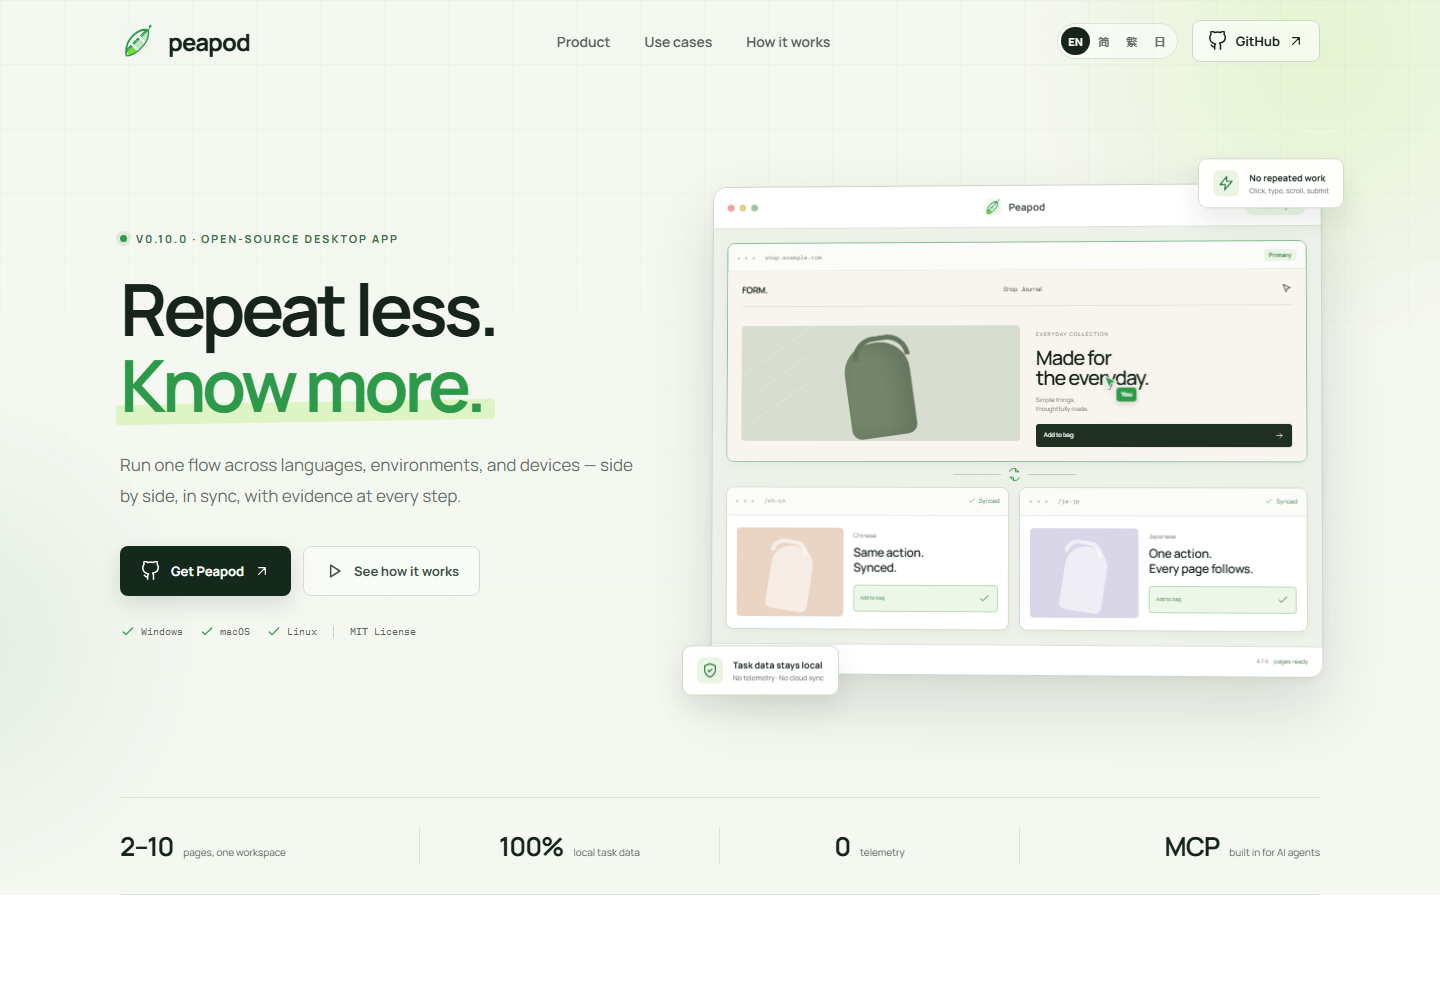 peapod
Product
Use cases
How it works
EN 简 繁 日
GitHub
V0.10.0 · OPEN-SOURCE DESKTOP APP
Repeat less.
Know more.
Run one flow across languages, environments, and devices — side
by side, in sync, with evidence at every step.
Get Peapod
See how it works
Windows
macOS
Linux
MIT License
No repeated work
Click, type, scroll, submit
Peapod
shop.example.com
Primary
FORM.
Shop Journal
EVERYDAY COLLECTION
Made for
the everyday.
You
Simple things,
thoughtfully made.
Add to bag
/zh-cn
Synced
Chinese
Same action.
Synced.
Add to bag
/ja-jp
Synced
Japanese
One action.
Every page follows.
Add to bag
Task data stays local
No telemetry · No cloud sync
4 / 4 pages ready
2–10 pages, one workspace
100% local task data
0 telemetry
MCP built in for AI agents